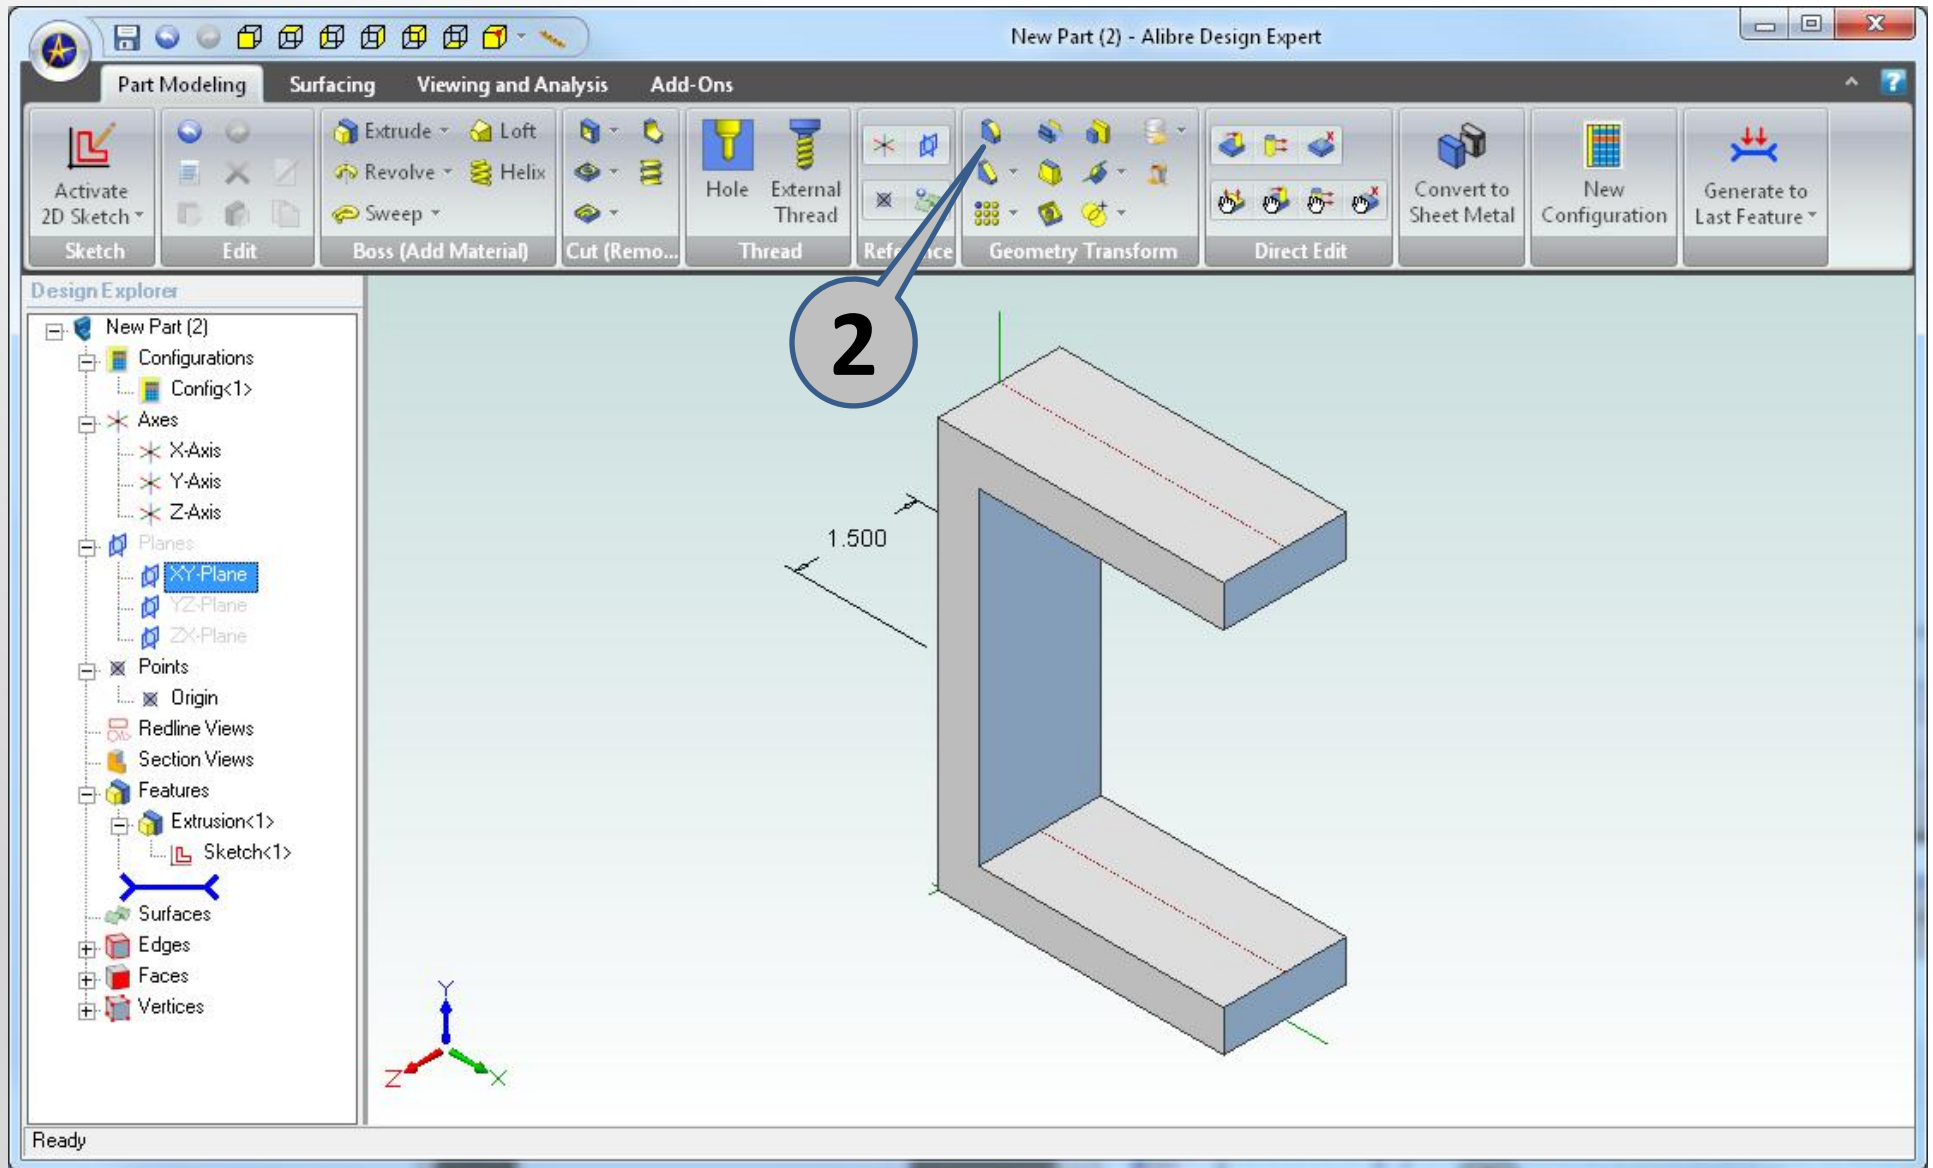 New Part (2) - Alibre Design Expert
Part Modeling Surfacing Viewing and Analysis Add-Ons
Activate
2D Sketch
Sketch
Edit
Extrude Loft
Revolve Helix
Sweep
Boss (Add Material)
Cut (Remo...
Hole External
Thread
Thread
Refe ce
Geometry Transform
Direct Edit
Convert to
Sheet Metal
New
Configuration
Generate to
Last Feature
2
Design Explorer
New Part (2)
Configurations
Config<1>
Axes
X-Axis
Y-Axis
Z-Axis
Planes
XY-Plane
YZ-Plane
ZX-Plane
Points
Origin
Redline Views
Section Views
Features
Extrusion<1>
Sketch<1>
Surfaces
Edges
Faces
Vertices
1.500
Y
Z
X
Ready